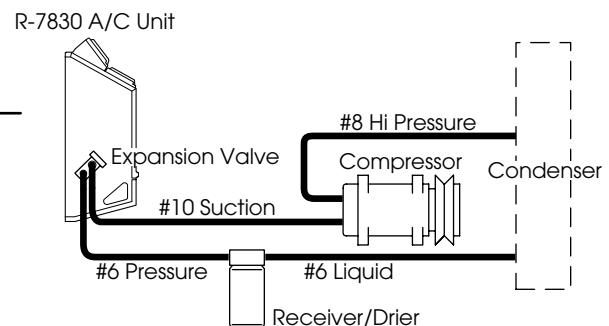 R-7830 A/C Unit
#8 Hi Pressure
Expansion Valve
Compressor
Condenser
#10 Suction
#6 Pressure
#6 Liquid
Receiver/Drier